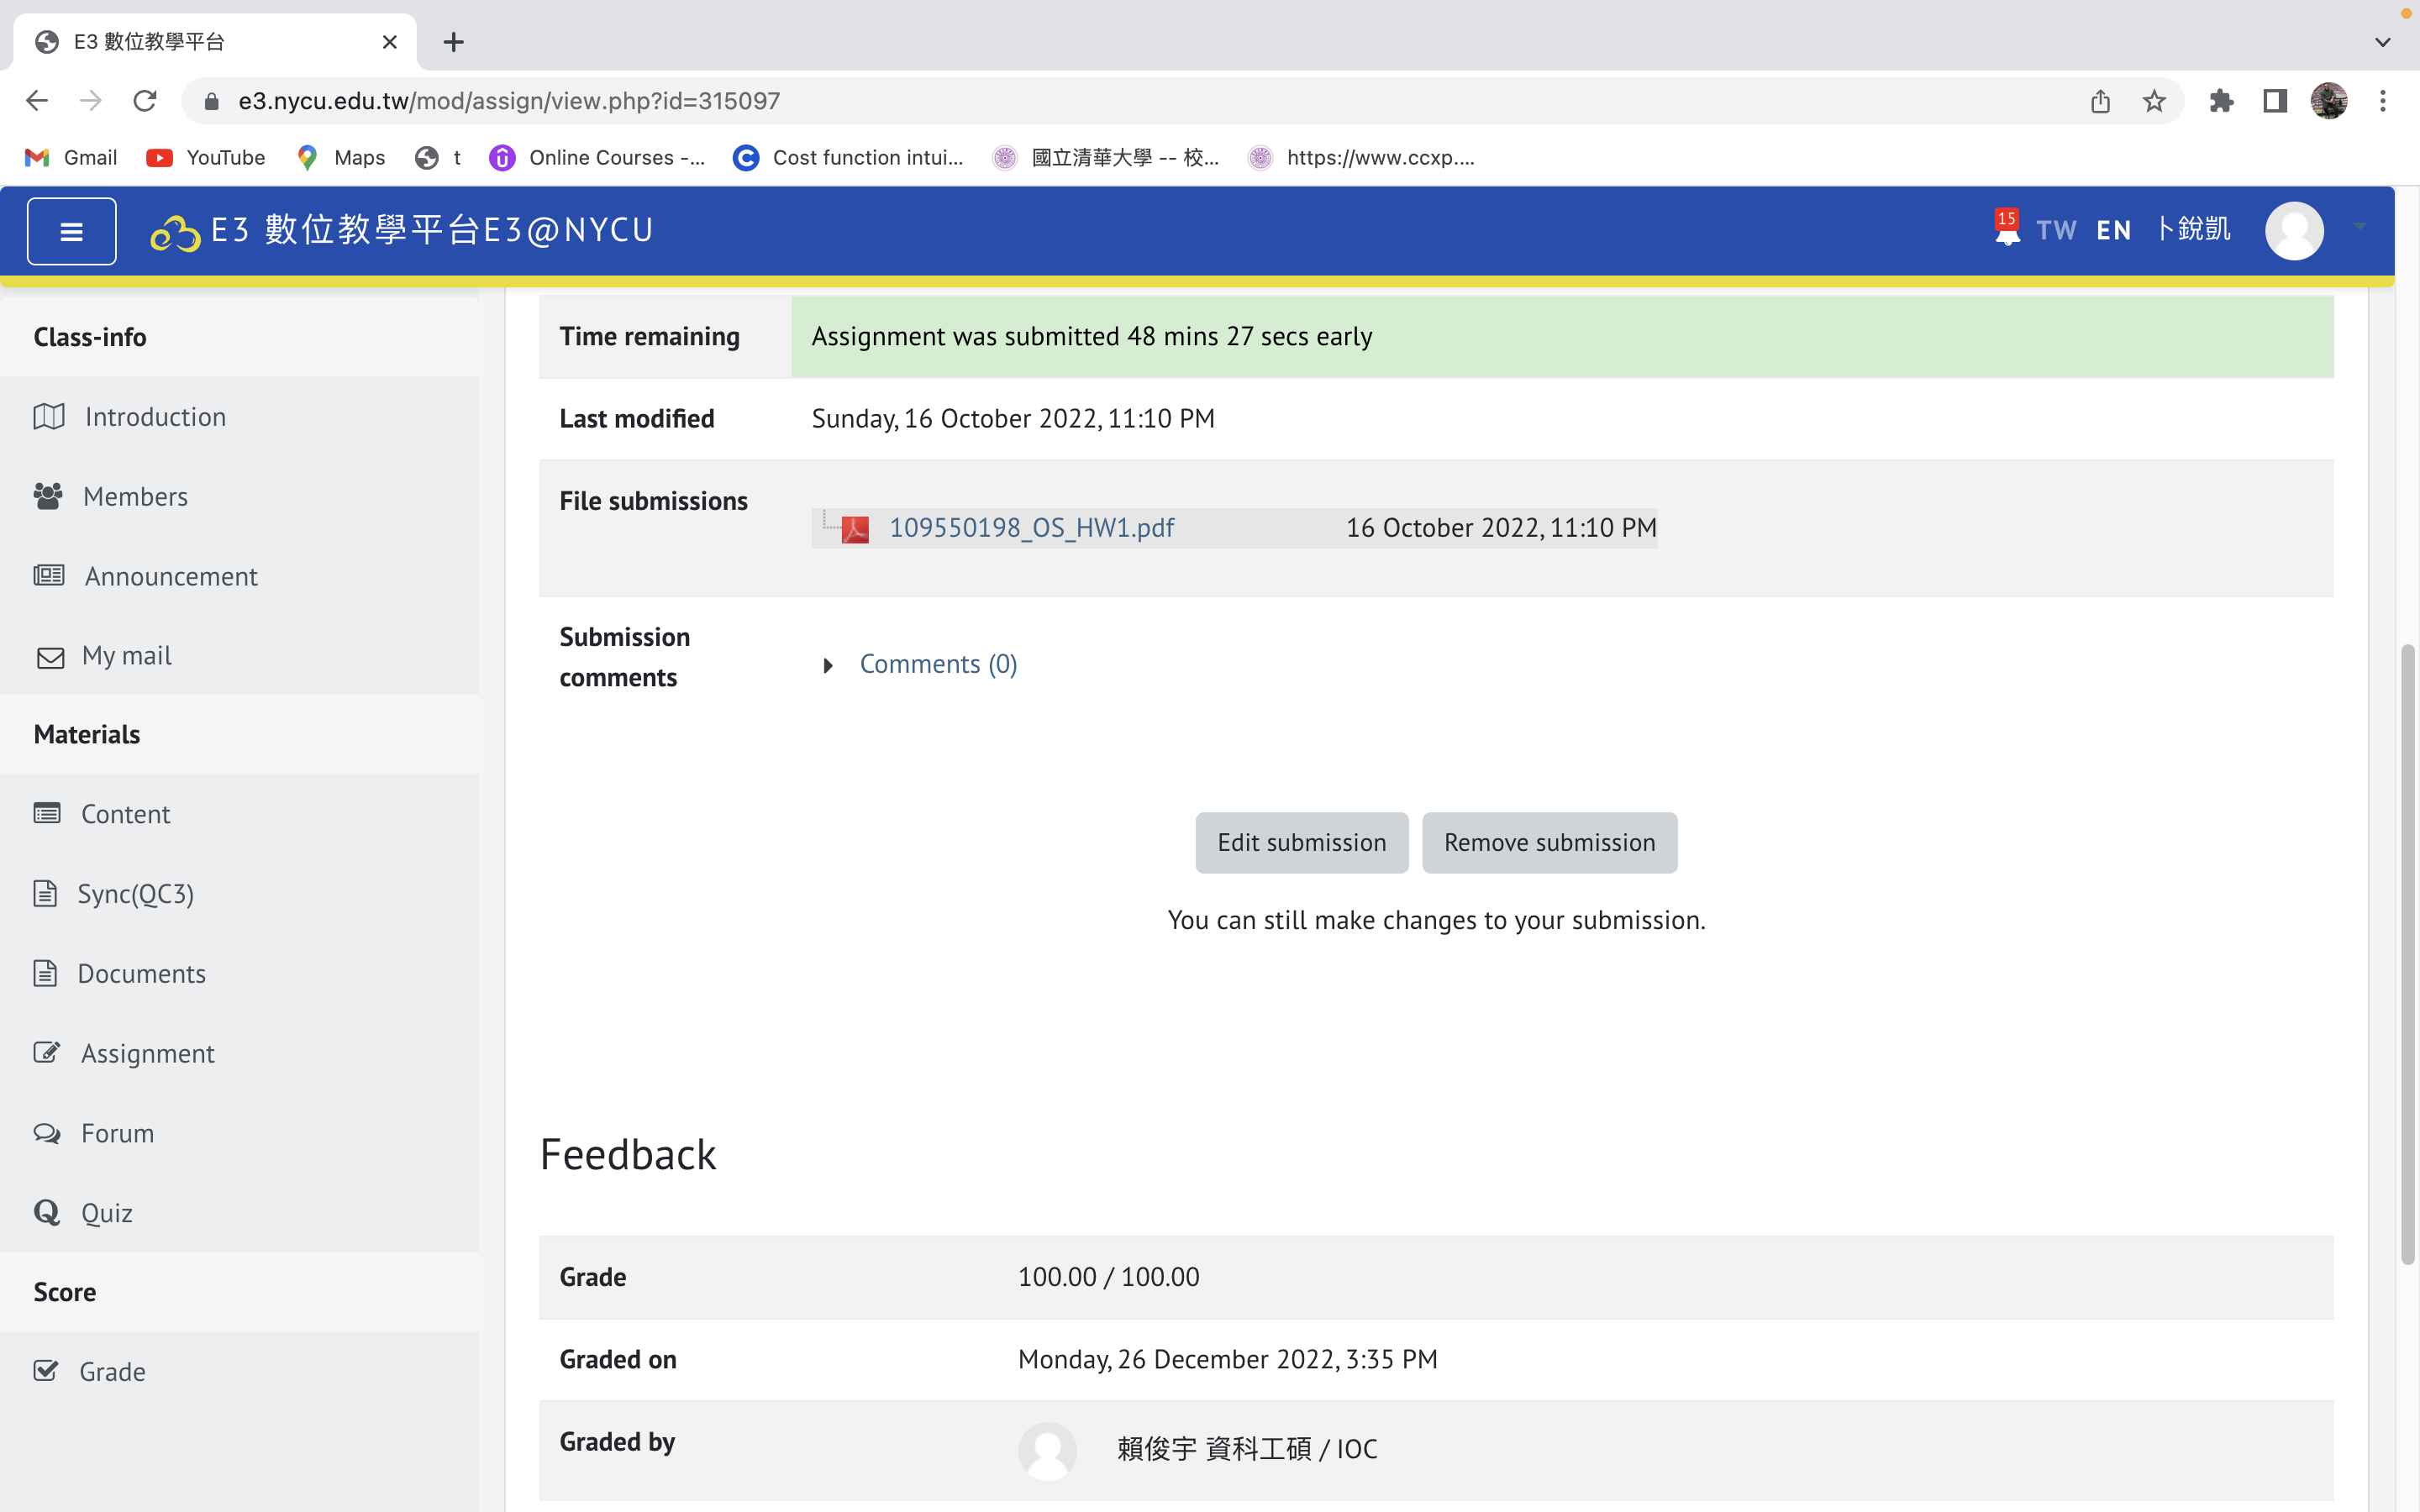 E3 數位教學平台
e3.nycu.edu.tw/mod/assign/view.php?id=315097
Gmail YouTube Maps t Online Courses -... Cost function intui... 國立清華大學 -- 校... https://www.ccxp....
E3 數位教學平台E3@NYCU 15 TW EN 卜銳凱
Class-info
Introduction
Members
Announcement
My mail
Materials
Content
Sync(QC3)
Documents
Assignment
Forum
Quiz
Score
Grade
Time remaining Assignment was submitted 48 mins 27 secs early
Last modified Sunday, 16 October 2022, 11:10 PM
File submissions
109550198_OS_HW1.pdf 16 October 2022, 11:10 PM
Submission
comments
Comments (0)
Edit submission Remove submission
You can still make changes to your submission.
Feedback
Grade 100.00 / 100.00
Graded on Monday, 26 December 2022, 3:35 PM
Graded by 賴俊宇 資科工碩 / IOC